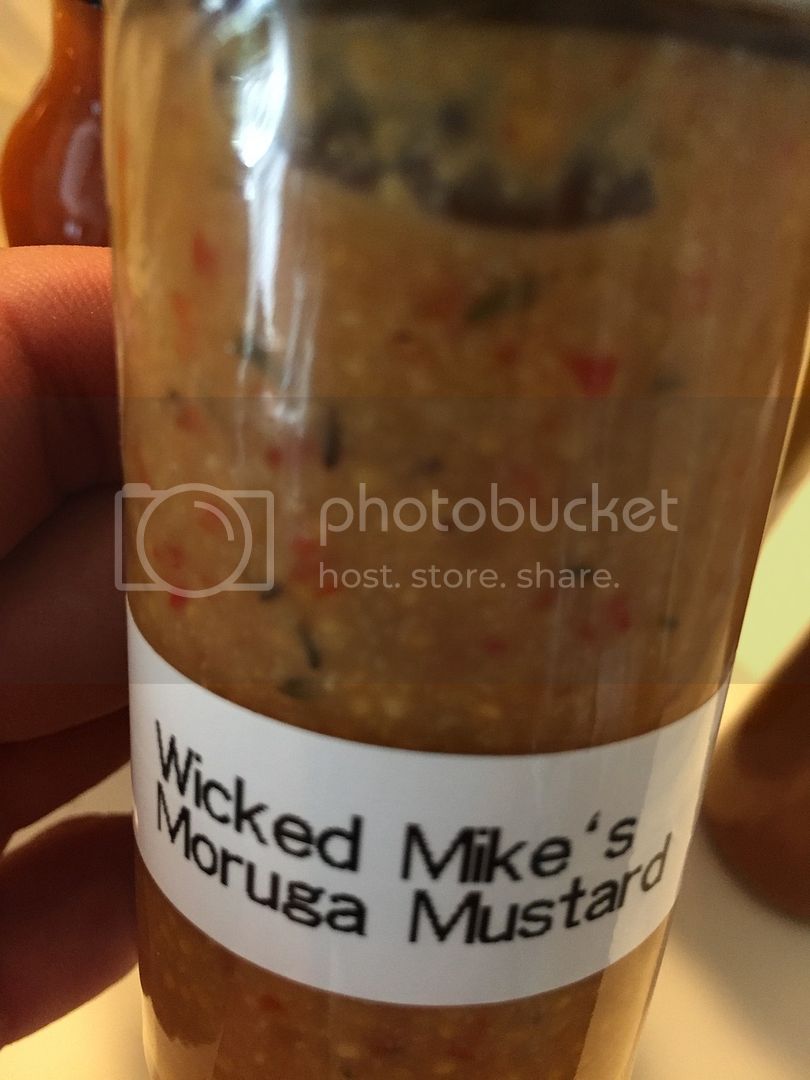 photobucket
host. store. share.
Wicked Mike's
Moruga Mustard